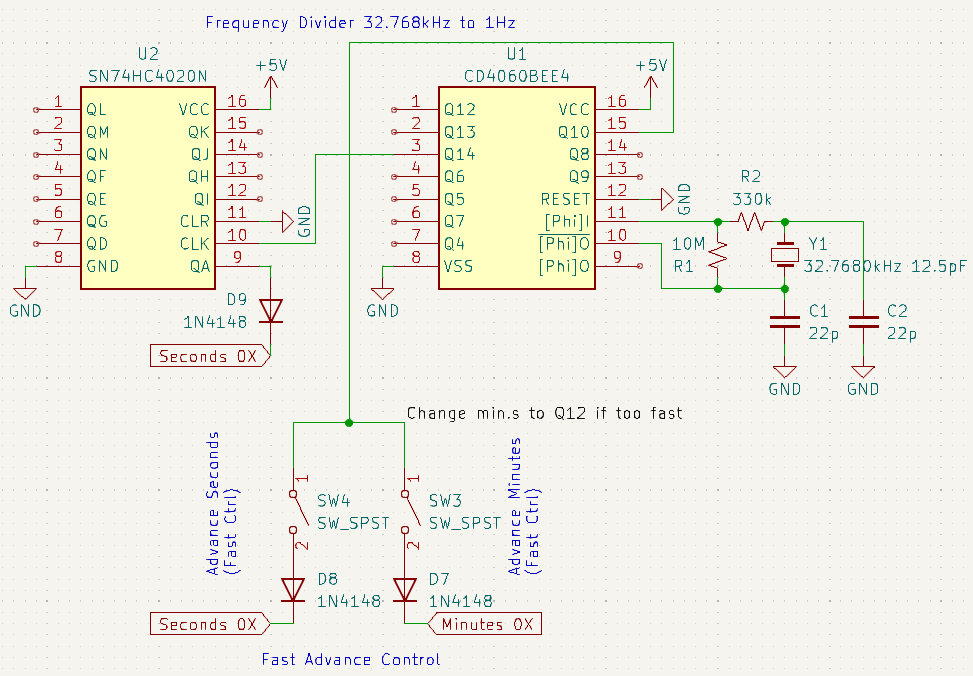 Frequency Divider 32.768kHz to 1Hz
U2
SN74HC4020N
+5V
1 QL VCC 16
2 QM QK 15
3 QN QJ 14
4 QF QH 13
5 QE QI 12
6 QG CLR 11 GND
7 QD CLK 10
8 GND QA 9
GND
D9
1N4148
Seconds 0X
U1
CD4060BEE4
+5V
1 Q12 VCC 16
2 Q13 Q10 15
3 Q14 Q8 14
4 Q6 Q9 13
5 Q5 RESET 12 GND
6 Q7 [Phi]I 11
7 Q4 [Phi]O 10
8 VSS [Phi]O 9
GND
R2
330k
10M
R1
Y1
32.7680kHz 12.5pF
C1
22p
C2
22p
GND
GND
Change min.s to Q12 if too fast
Advance Seconds
(Fast Ctrl)
1
SW4
SW_SPST
2
D8
1N4148
Seconds 0X
1
SW3
SW_SPST
2
D7
1N4148
Minutes 0X
Advance Minutes
(Fast Ctrl)
Fast Advance Control